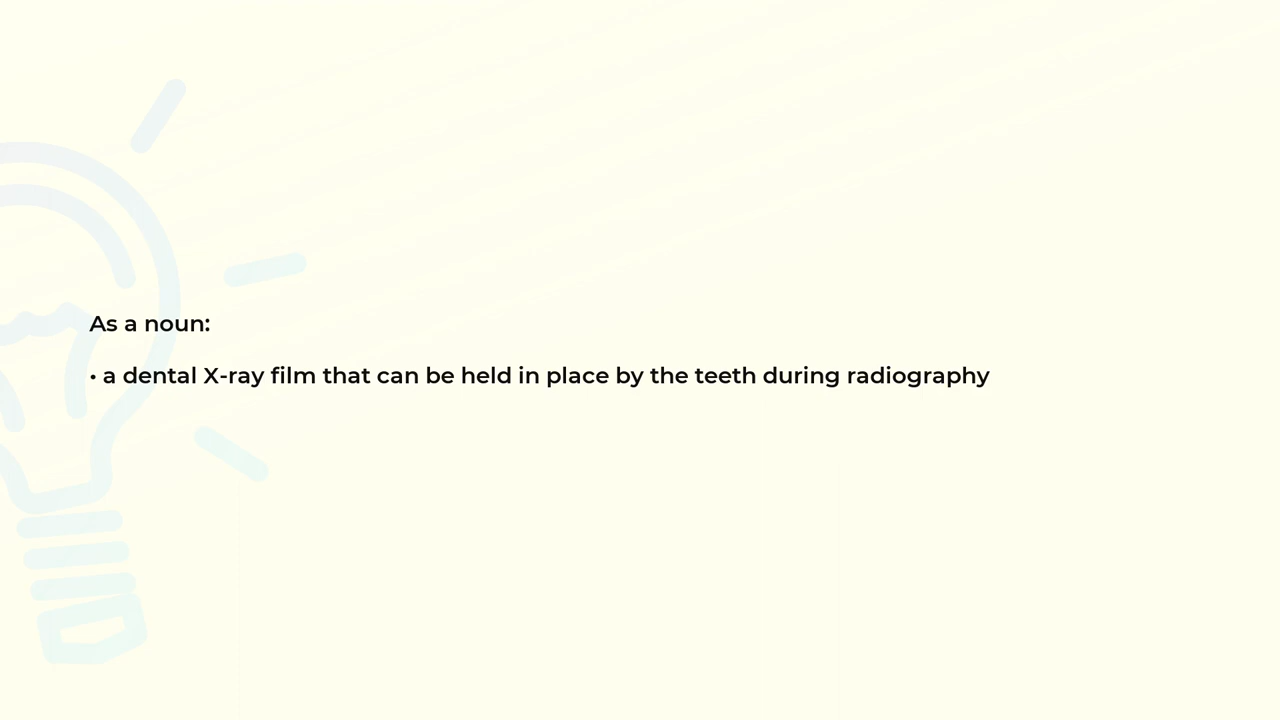 As a noun:
• a dental X-ray film that can be held in place by the teeth during radiography